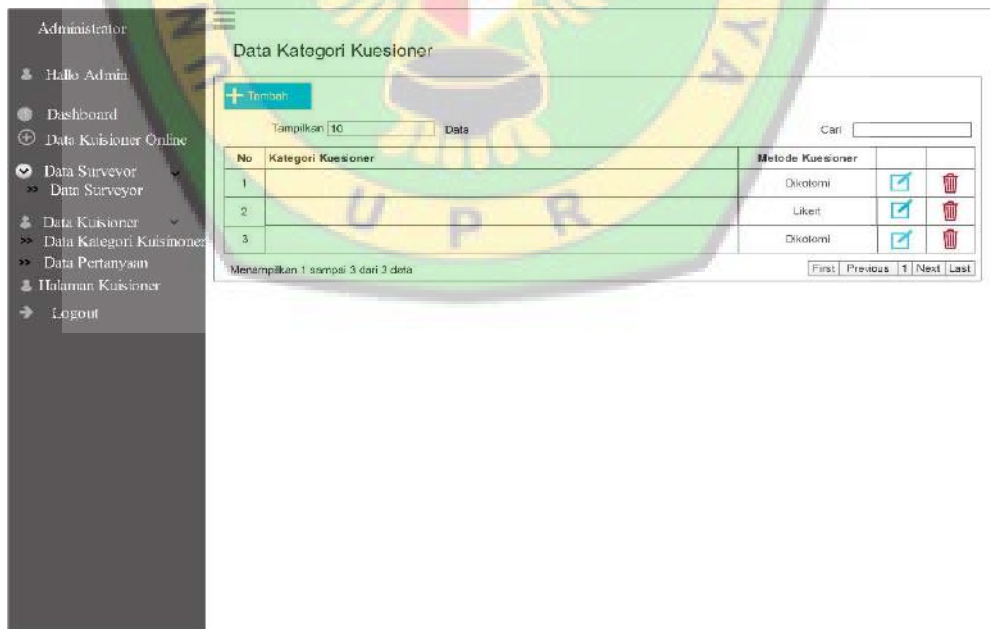 Administrator
Hallo Admin
Dashboard
Data Kuisioner Online
Data Surveyor
Data Surveyor
Data Kuisioner
Data Kategori Kuisinoner
Data Pertanyaan
Halaman Kuisioner
Logout
Data Kategori Kuesioner
Tambah
Tampilkan 10 Data
Cari
No Kategori Kuesioner Metode Kuesioner
1 Dikotomi
2 Likert
3 Dikotomi
Menampilkan 1 sampai 3 dari 3 data
First Previous 1 Next Last
UPR